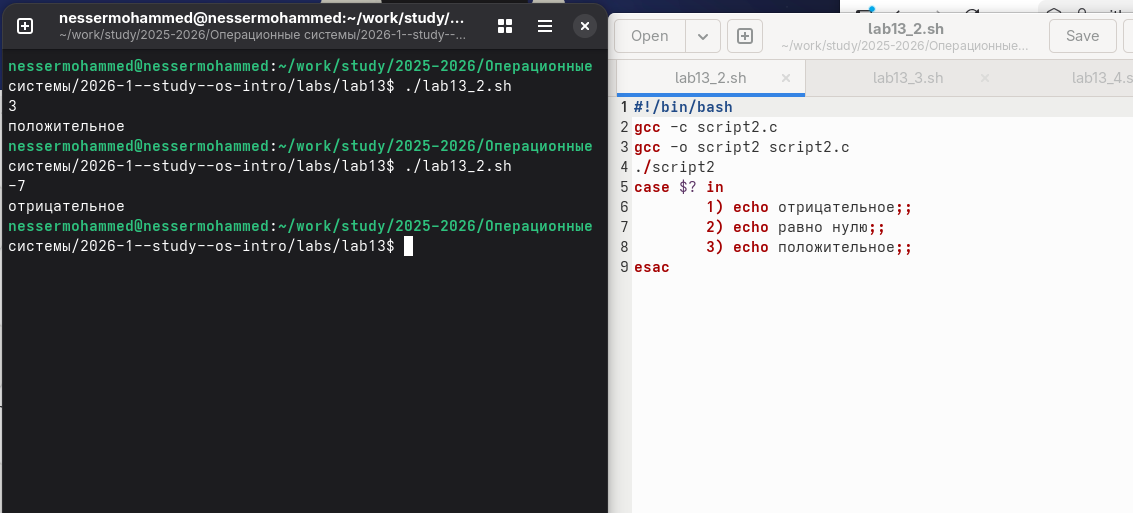 nessermohammed@nessermohammed:~/work/study/...
~/work/study/2025-2026/Операционные системы/2026-1--study--...
nessermohammed@nessermohammed:~/work/study/2025-2026/Операционные
системы/2026-1--study--os-intro/labs/lab13$ ./lab13_2.sh
3
положительное
nessermohammed@nessermohammed:~/work/study/2025-2026/Операционные
системы/2026-1--study--os-intro/labs/lab13$ ./lab13_2.sh
-7
отрицательное
nessermohammed@nessermohammed:~/work/study/2025-2026/Операционные
системы/2026-1--study--os-intro/labs/lab13$
Open
lab13_2.sh
~/work/study/2025-2026/Операционные...
Save
lab13_2.sh
lab13_3.sh
lab13_4.s
1 #!/bin/bash
2 gcc -c script2.c
3 gcc -o script2 script2.c
4 ./script2
5 case $? in
6 1) echo отрицательное;;
7 2) echo равно нулю;;
8 3) echo положительное;;
9 esac